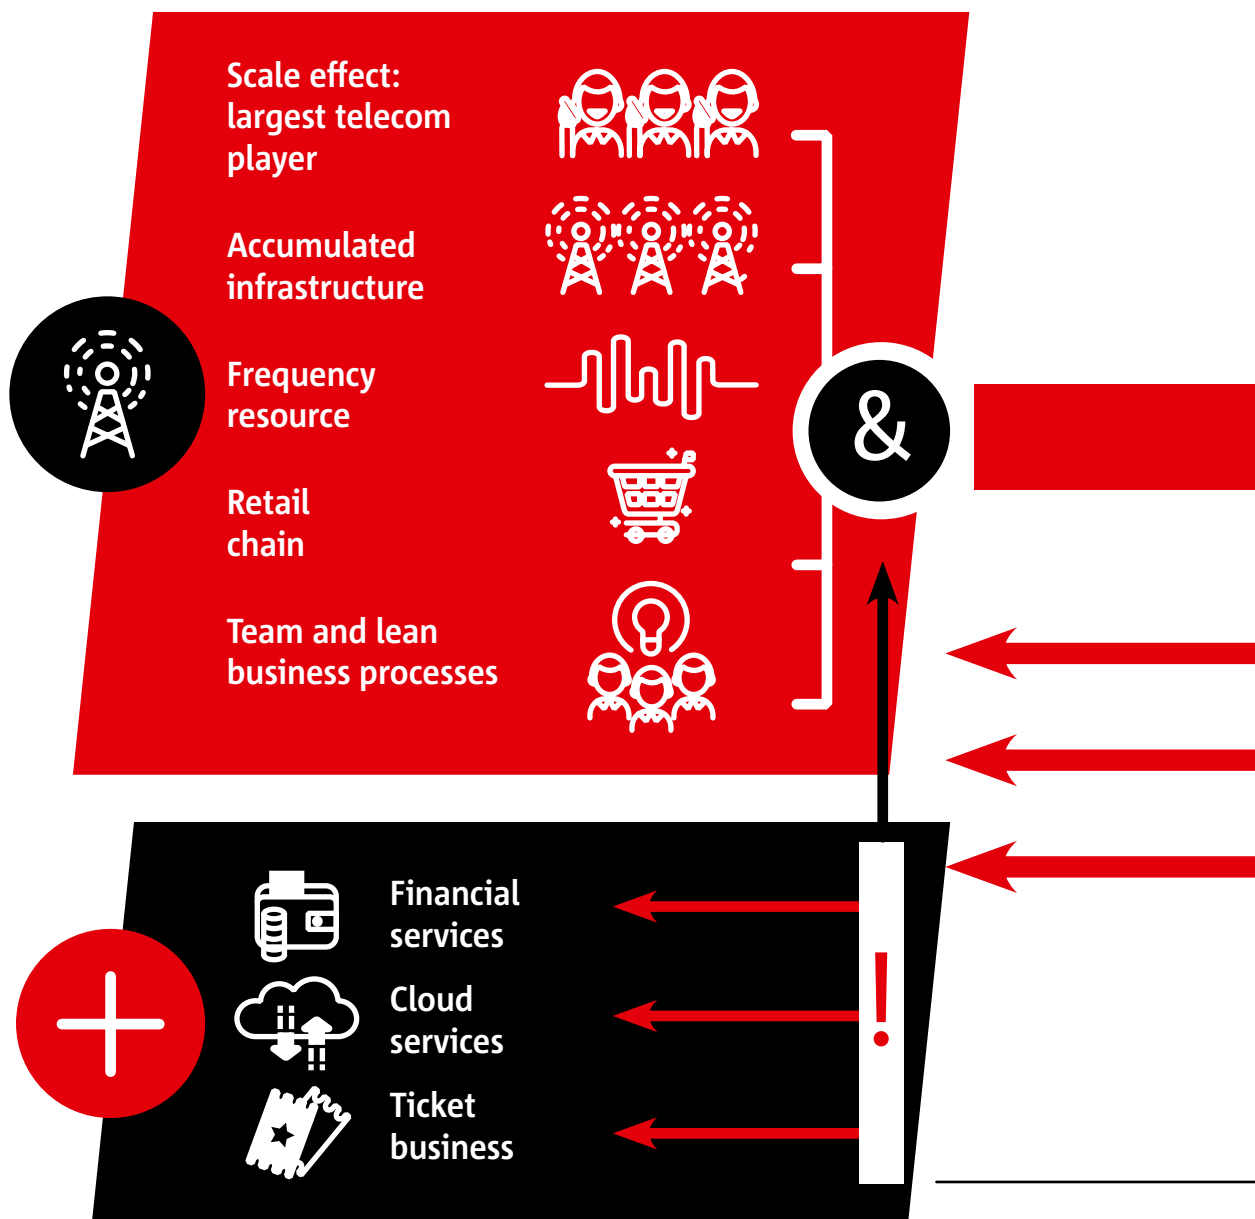 Scale effect:
largest telecom
player
Accumulated
infrastructure
Frequency
resource
&
Retail
chain
Team and lean
business processes
Financial
services
Cloud
services
!
Ticket
business